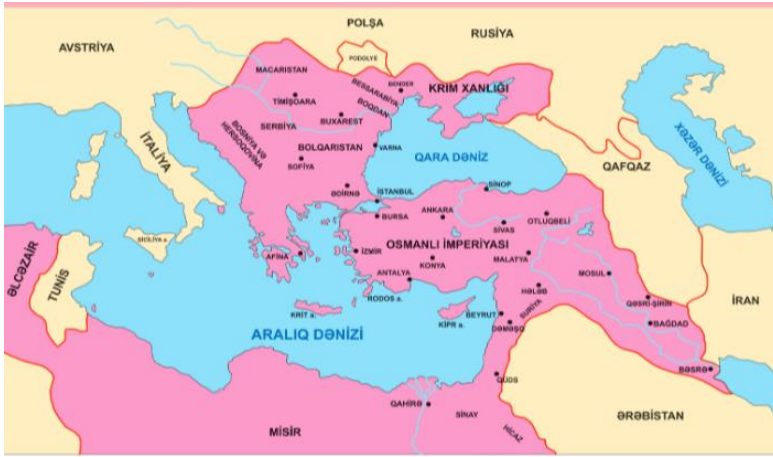 POLŞA
AVSTRİYA
RUSİYA
PODOLYE
MACARISTAN
BENDER
BESSARABİYA
KRİM XANLIĞI
TİMİŞOARA
BOQDAN
BUXAREST
SERBİYA
BOSNİYA VƏ
HERSOQOVİNA
İTALİYA
BOLQARISTAN
VARNA
QARA DƏNİZ
QAFQAZ
XƏZƏR DƏNİZİ
SOFİYA
ƏDİRNƏ
İSTANBUL
SİNOP
BURSA
ANKARA
SİVAS
OTLUQBELİ
SİCİLİYA a.
AFİNA
İZMİR
OSMANLI İMPERİYASI
MALATYA
KONYA
ANTALYA
MOSUL
ƏLCƏZAİR
TUNİS
HƏLƏB
SURİYA
QƏSRİ-ŞİRİN
İRAN
RODOS a.
KRİT a.
KİPR a.
BEYRUT
DƏMƏŞQ
BAĞDAD
ARALIQ DƏNİZİ
BƏSRƏ
QÜDS
QAHİRƏ
SİNAY
HİCAZ
ƏRƏBİSTAN
MİSİR